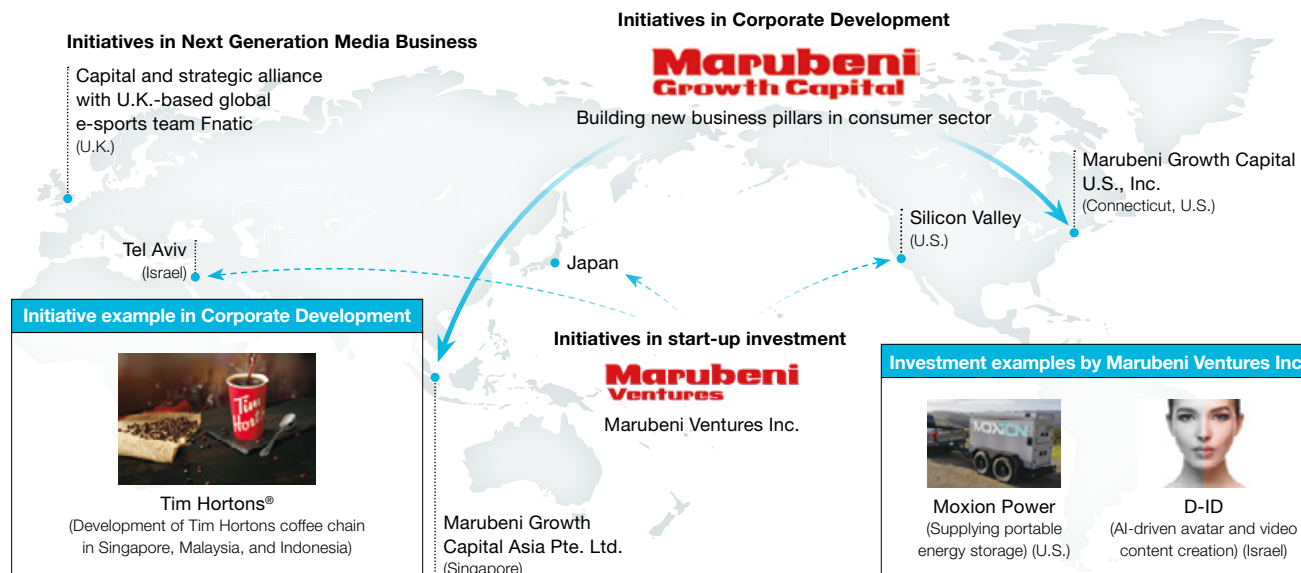 Initiatives in Next Generation Media Business
Capital and strategic alliance
with U.K.-based global
e-sports team Fnatic
(U.K.)
Initiatives in Corporate Development
Marubeni
Growth Capital
Building new business pillars in consumer sector
Marubeni Growth Capital
U.S., Inc.
(Connecticut, U.S.)
Silicon Valley
(U.S.)
Tel Aviv
(Israel)
Japan
Initiative example in Corporate Development
Tim
Horto
Tim Hortons®
(Development of Tim Hortons coffee chain
in Singapore, Malaysia, and Indonesia)
Initiatives in start-up investment
Marubeni
Ventures
Marubeni Ventures Inc.
Marubeni Growth
Capital Asia Pte. Ltd.
(Singapore)
Investment examples by Marubeni Ventures Inc
MOXION
Moxion Power
(Supplying portable
energy storage) (U.S.)
D-ID
(AI-driven avatar and video
content creation) (Israel)